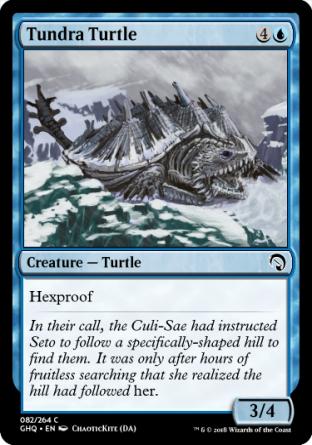 Tundra Turtle 4
Creature — Turtle
Hexproof
In their call, the Culi-Sae had instructed
Seto to follow a specifically-shaped hill to
find them. It was only after hours of
fruitless searching that she realized the
hill had followed her.
3/4
082/264 C
GHQ • EN CHAOTICKITE (DA)
™ & © 2018 Wizards of the Coast